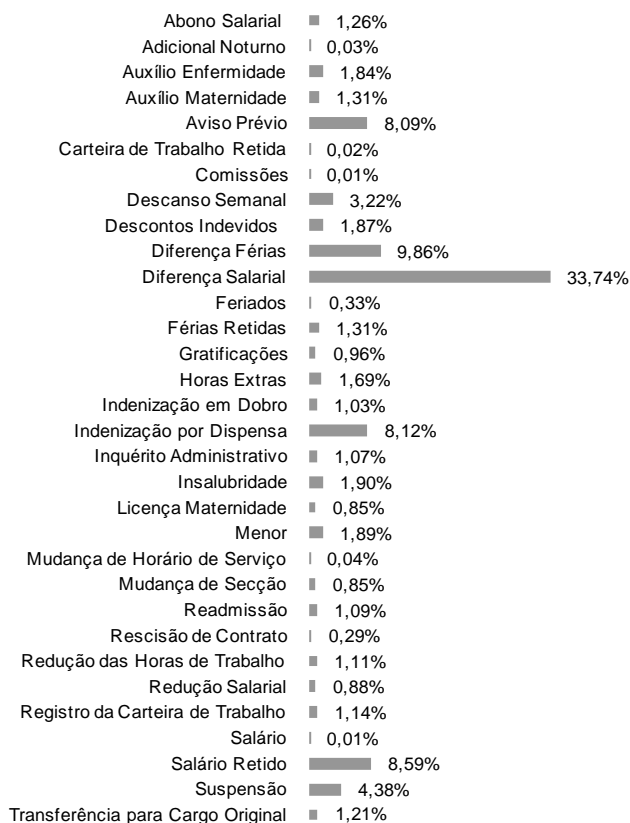 Abono Salarial 1,26%
Adicional Noturno 0,03%
Auxílio Enfermidade 1,84%
Auxílio Maternidade 1,31%
Aviso Prévio 8,09%
Carteira de Trabalho Retida 0,02%
Comissões 0,01%
Descanso Semanal 3,22%
Descontos Indevidos 1,87%
Diferença Férias 9,86%
Diferença Salarial 33,74%
Feriados 0,33%
Férias Retidas 1,31%
Gratificações 0,96%
Horas Extras 1,69%
Indenização em Dobro 1,03%
Indenização por Dispensa 8,12%
Inquérito Administrativo 1,07%
Insalubridade 1,90%
Licença Maternidade 0,85%
Menor 1,89%
Mudança de Horário de Serviço 0,04%
Mudança de Secção 0,85%
Readmissão 1,09%
Rescisão de Contrato 0,29%
Redução das Horas de Trabalho 1,11%
Redução Salarial 0,88%
Registro da Carteira de Trabalho 1,14%
Salário 0,01%
Salário Retido 8,59%
Suspensão 4,38%
Transferência para Cargo Original 1,21%